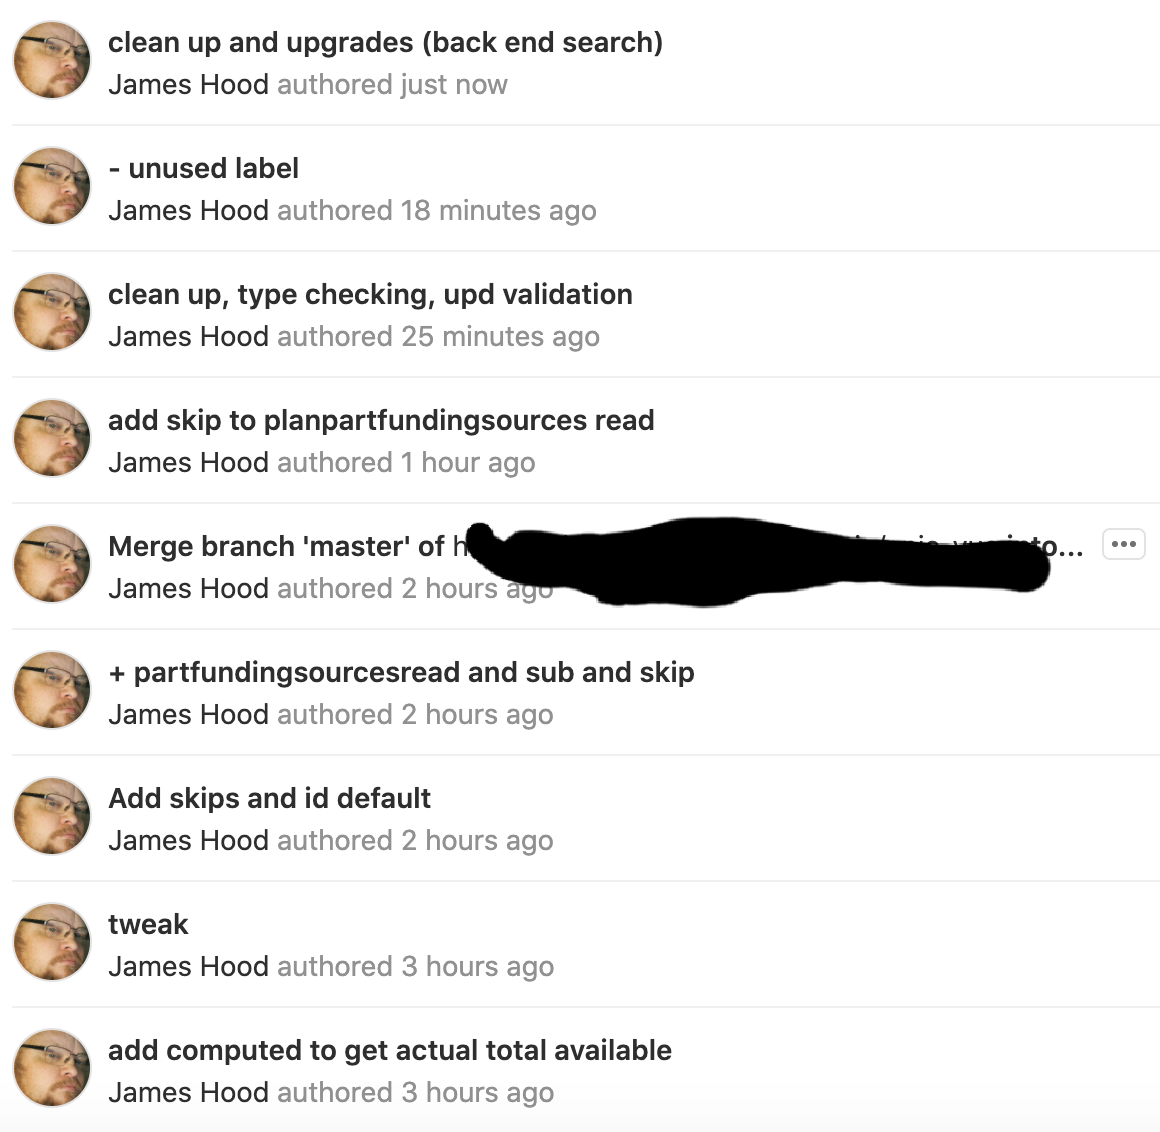 clean up and upgrades (back end search)
James Hood authored just now
- unused label
James Hood authored 18 minutes ago
clean up, type checking, upd validation
James Hood authored 25 minutes ago
add skip to planpartfundingsources read
James Hood authored 1 hour ago
Merge branch 'master' of
James Hood authored 2 hours ago
+ partfundingsourcesread and sub and skip
James Hood authored 2 hours ago
Add skips and id default
James Hood authored 2 hours ago
tweak
James Hood authored 3 hours ago
add computed to get actual total available
James Hood authored 3 hours ago